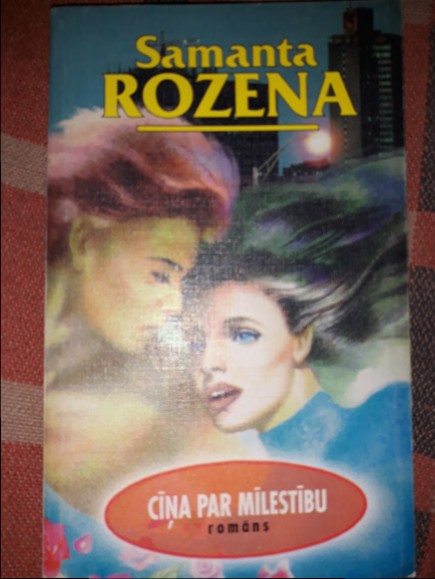 Samanta
ROZENA
CĪŅA PAR MĪLESTĪBU
romāns